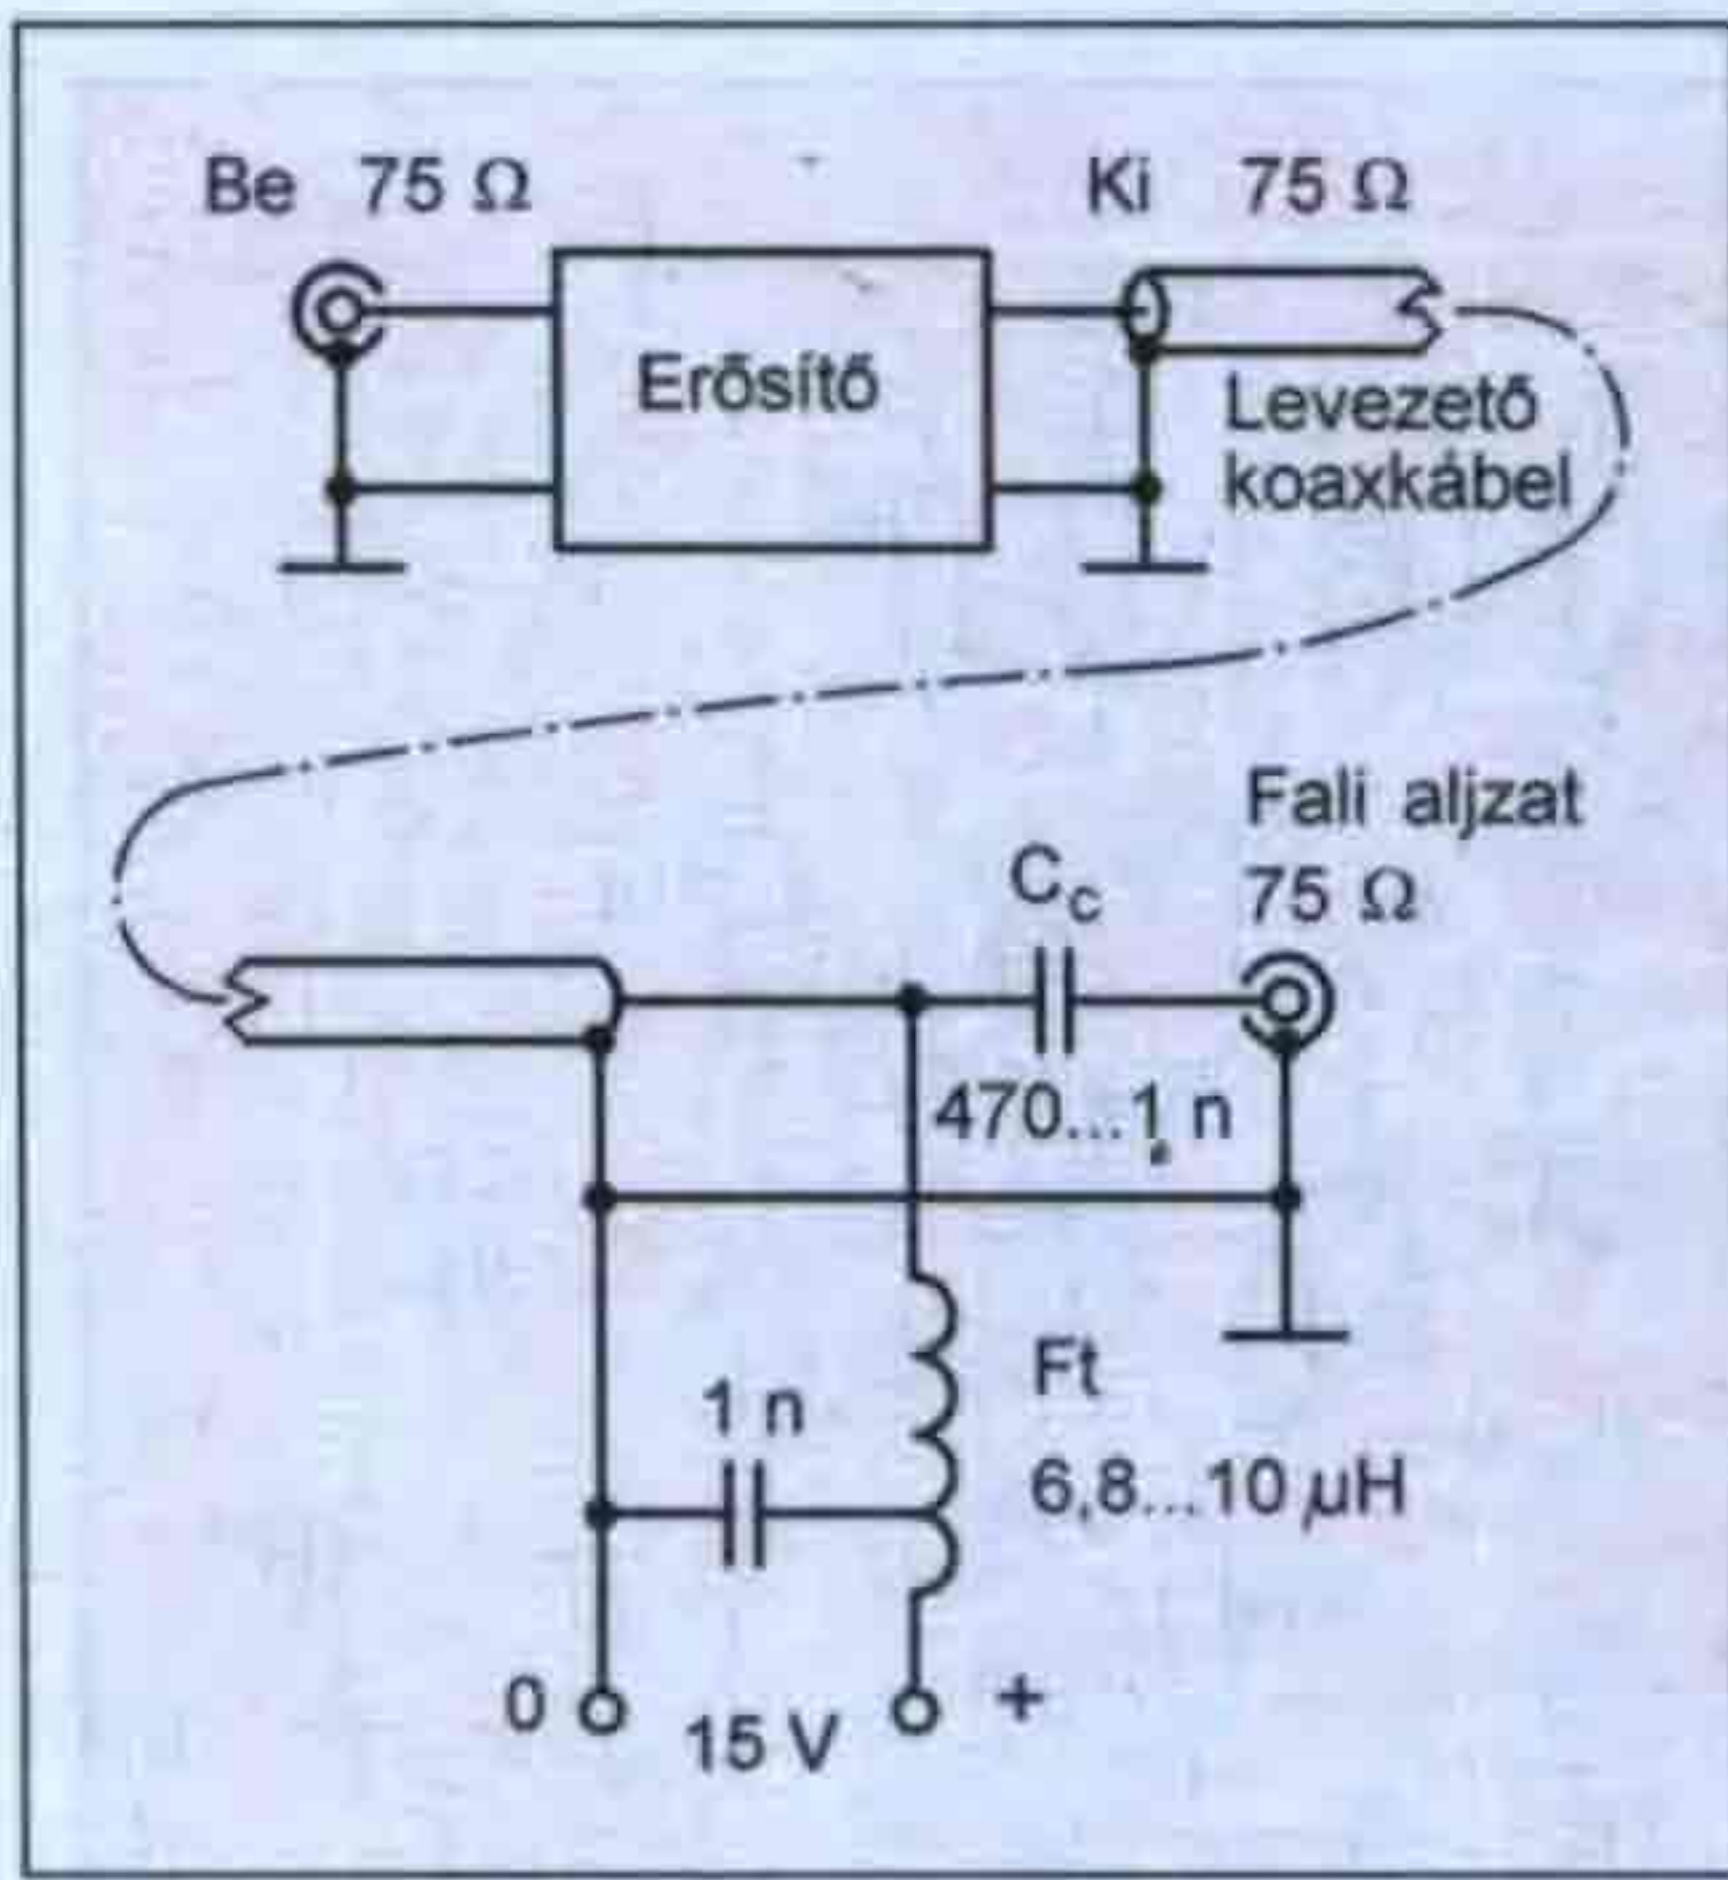 Be 75 Ω
Ki 75 Ω
Erősítő
Levezető
koaxkábel
Fali aljzat
75 Ω
Cc
470...1 n
Ft
1 n
6,8...10 µH
0
15 V
+